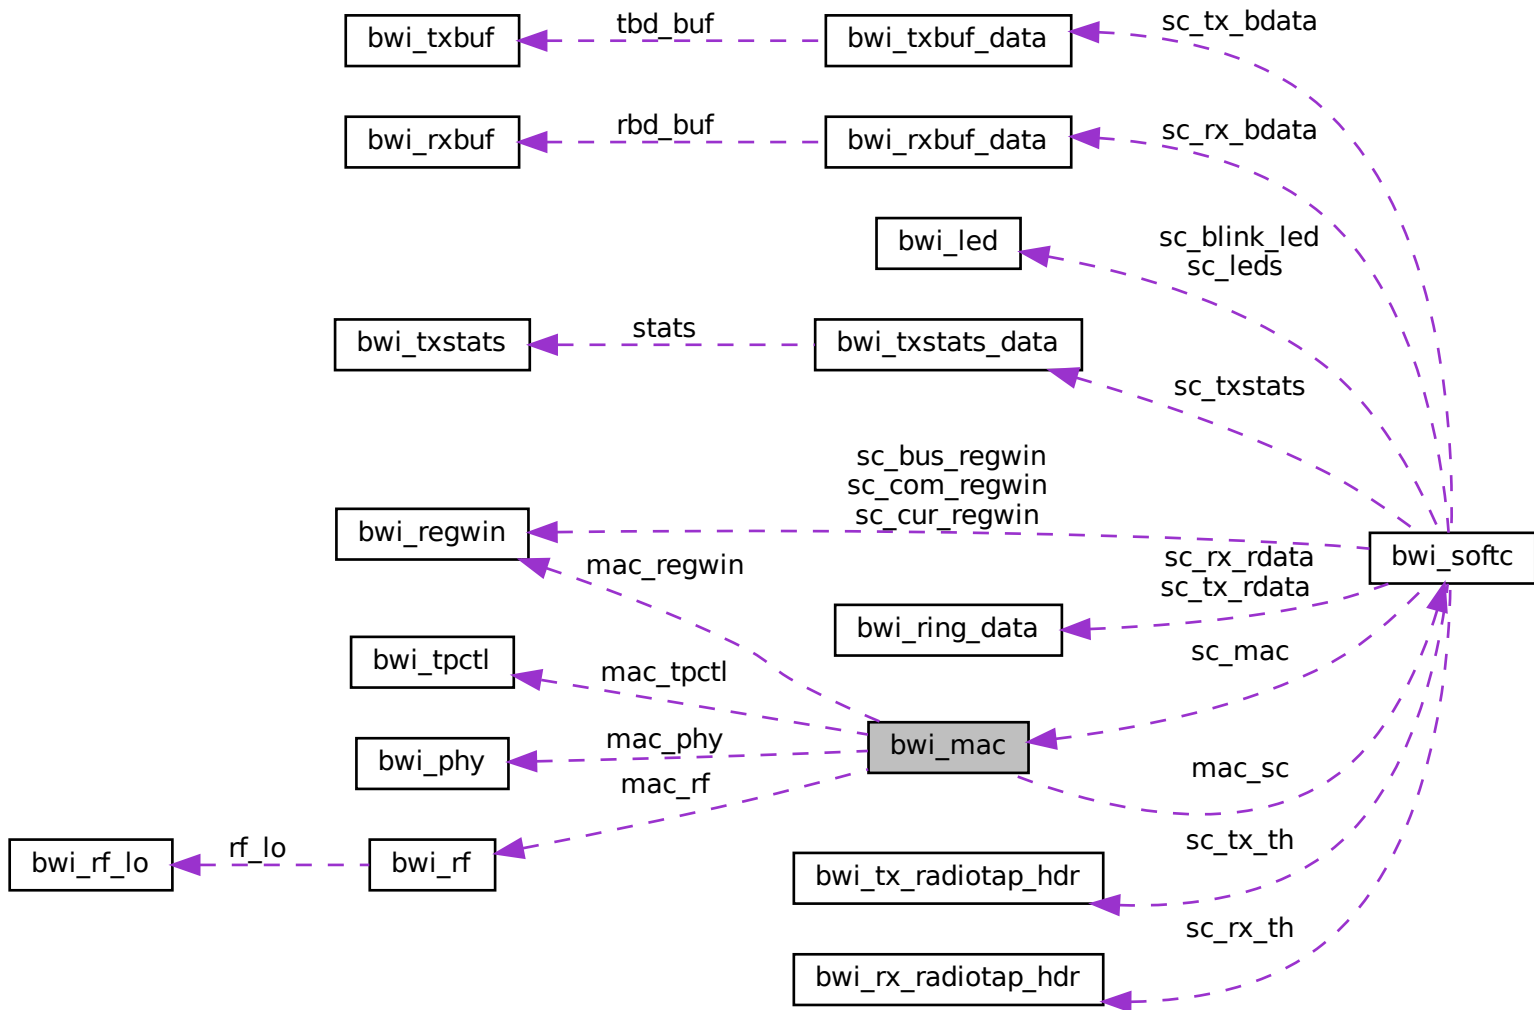 bwi_txbuf
tbd_buf
bwi_txbuf_data
sc_tx_bdata
bwi_rxbuf
rbd_buf
bwi_rxbuf_data
sc_rx_bdata
bwi_led
sc_blink_led
sc_leds
bwi_txstats
stats
bwi_txstats_data
sc_txstats
sc_bus_regwin
sc_com_regwin
sc_cur_regwin
bwi_regwin
mac_regwin
bwi_softc
sc_rx_rdata
sc_tx_rdata
bwi_ring_data
bwi_tpctl
mac_tpctl
sc_mac
bwi_mac
bwi_phy
mac_phy
mac_sc
mac_rf
bwi_rf_lo
rf_lo
bwi_rf
sc_tx_th
bwi_tx_radiotap_hdr
sc_rx_th
bwi_rx_radiotap_hdr